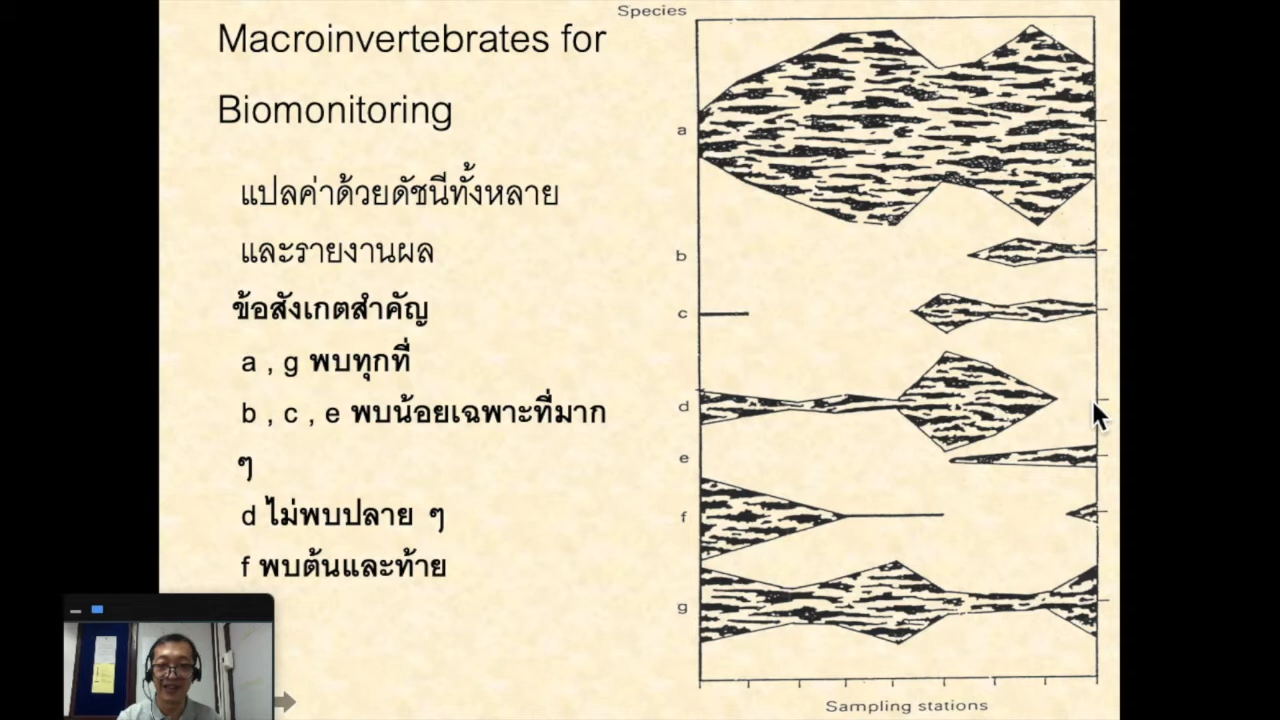 Macroinvertebrates for
Biomonitoring
แปลค่าด้วยดัชนีทั้งหลาย
และรายงานผล
ข้อสังเกตสำคัญ
a , g พบทุกที่
b , c , e พบน้อยเฉพาะที่มาก
ๆ
d ไม่พบปลาย ๆ
f พบต้นและท้าย
Species
a
b
c
d
e
f
g
Sampling stations